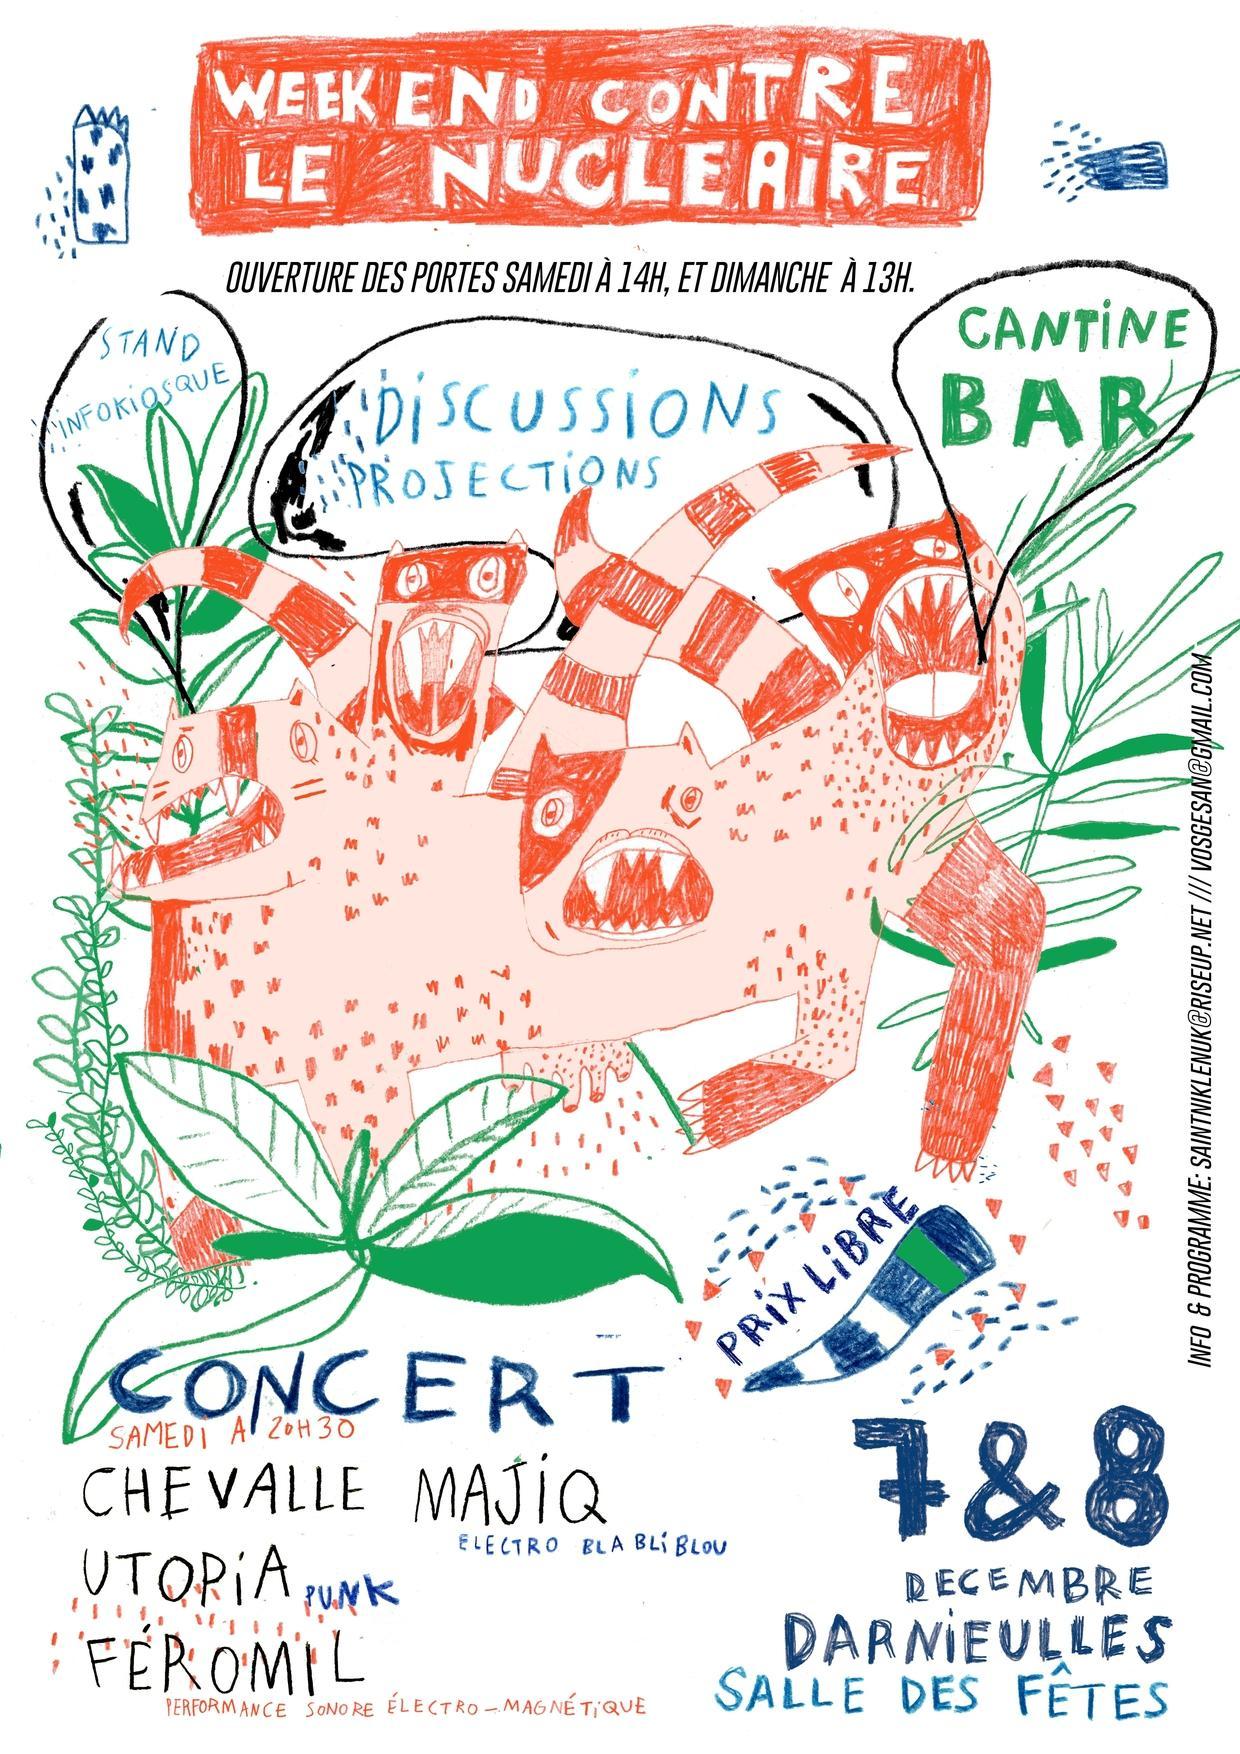 WEEKEND CONTRE
LE NUCLEAIRE
OUVERTURE DES PORTES SAMEDI À 14H, ET DIMANCHE À 13H.
STAND
INFOKIOSQUE
DISCUSSIONS
PROJECTIONS
CANTINE
BAR
INFO & PROGRAMME: SAINTNIKLENUK@RISEUP.NET /// VOSGESAN@GMAIL.COM
PRIX LIBRE
CONCERT
SAMEDI A 20H30
CHEVALLE MAJIQ
ELECTRO BLA BLI BLOU
UTOPIA PUNK
FÉROMIL
PERFORMANCE SONORE ÉLECTRO-MAGNÉTIQUE
7&8
DECEMBRE
DARNIEULLES
SALLE DES FÊTES